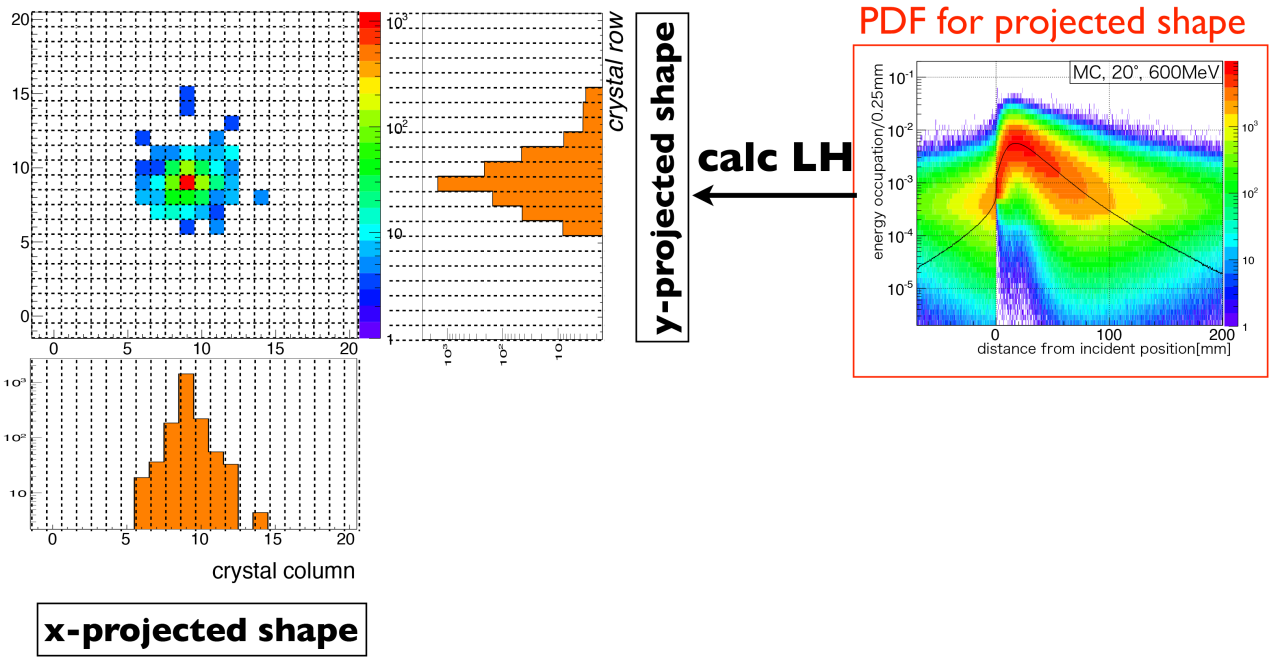 PDF for projected shape
MC, 20°, 600MeV
energy occupation/0.25mm
10⁻¹
10⁻²
10⁻³
10⁻⁴
10⁻⁵
0 100 200
distance from incident position[mm]
10³
10²
10
1
calc LH
y-projected shape
crystal row
10³
10²
10
1
10³ 10² 10
20
15
10
5
0
0 5 10 15 20
10³
10²
10
0 5 10 15 20
crystal column
x-projected shape